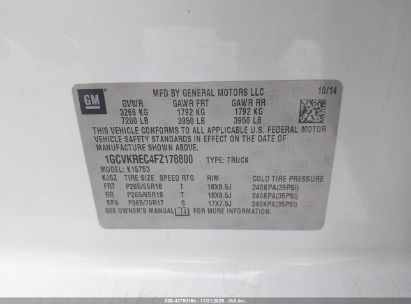 GM
MFD BY GENERAL MOTORS LLC
10/14
GVWR GAWR FRT GAWR RR
3266 KG 1792 KG 1792 KG
7200 LB 3950 LB 3950 LB
THIS VEHICLE CONFORMS TO ALL APPLICABLE U.S. FEDERAL MOTOR
VEHICLE SAFETY STANDARDS IN EFFECT ON THE DATE OF
MANUFACTURE SHOWN ABOVE.
1GCVKREC4FZ178800 TYPE: TRUCK
MODEL: K15753
KJSZ TIRE SIZE SPEED RTG RIM COLD TIRE PRESSURE
FRT P265/65R18 T 18X8.5J 240KPA(35PSI)
RR P265/65R18 T 18X8.5J 240KPA(35PSI)
SPA P265/70R17 S 17X7.5J 240KPA(35PSI)
SEE OWNER'S MANUAL FOR ADDITIONAL INFORMATION.